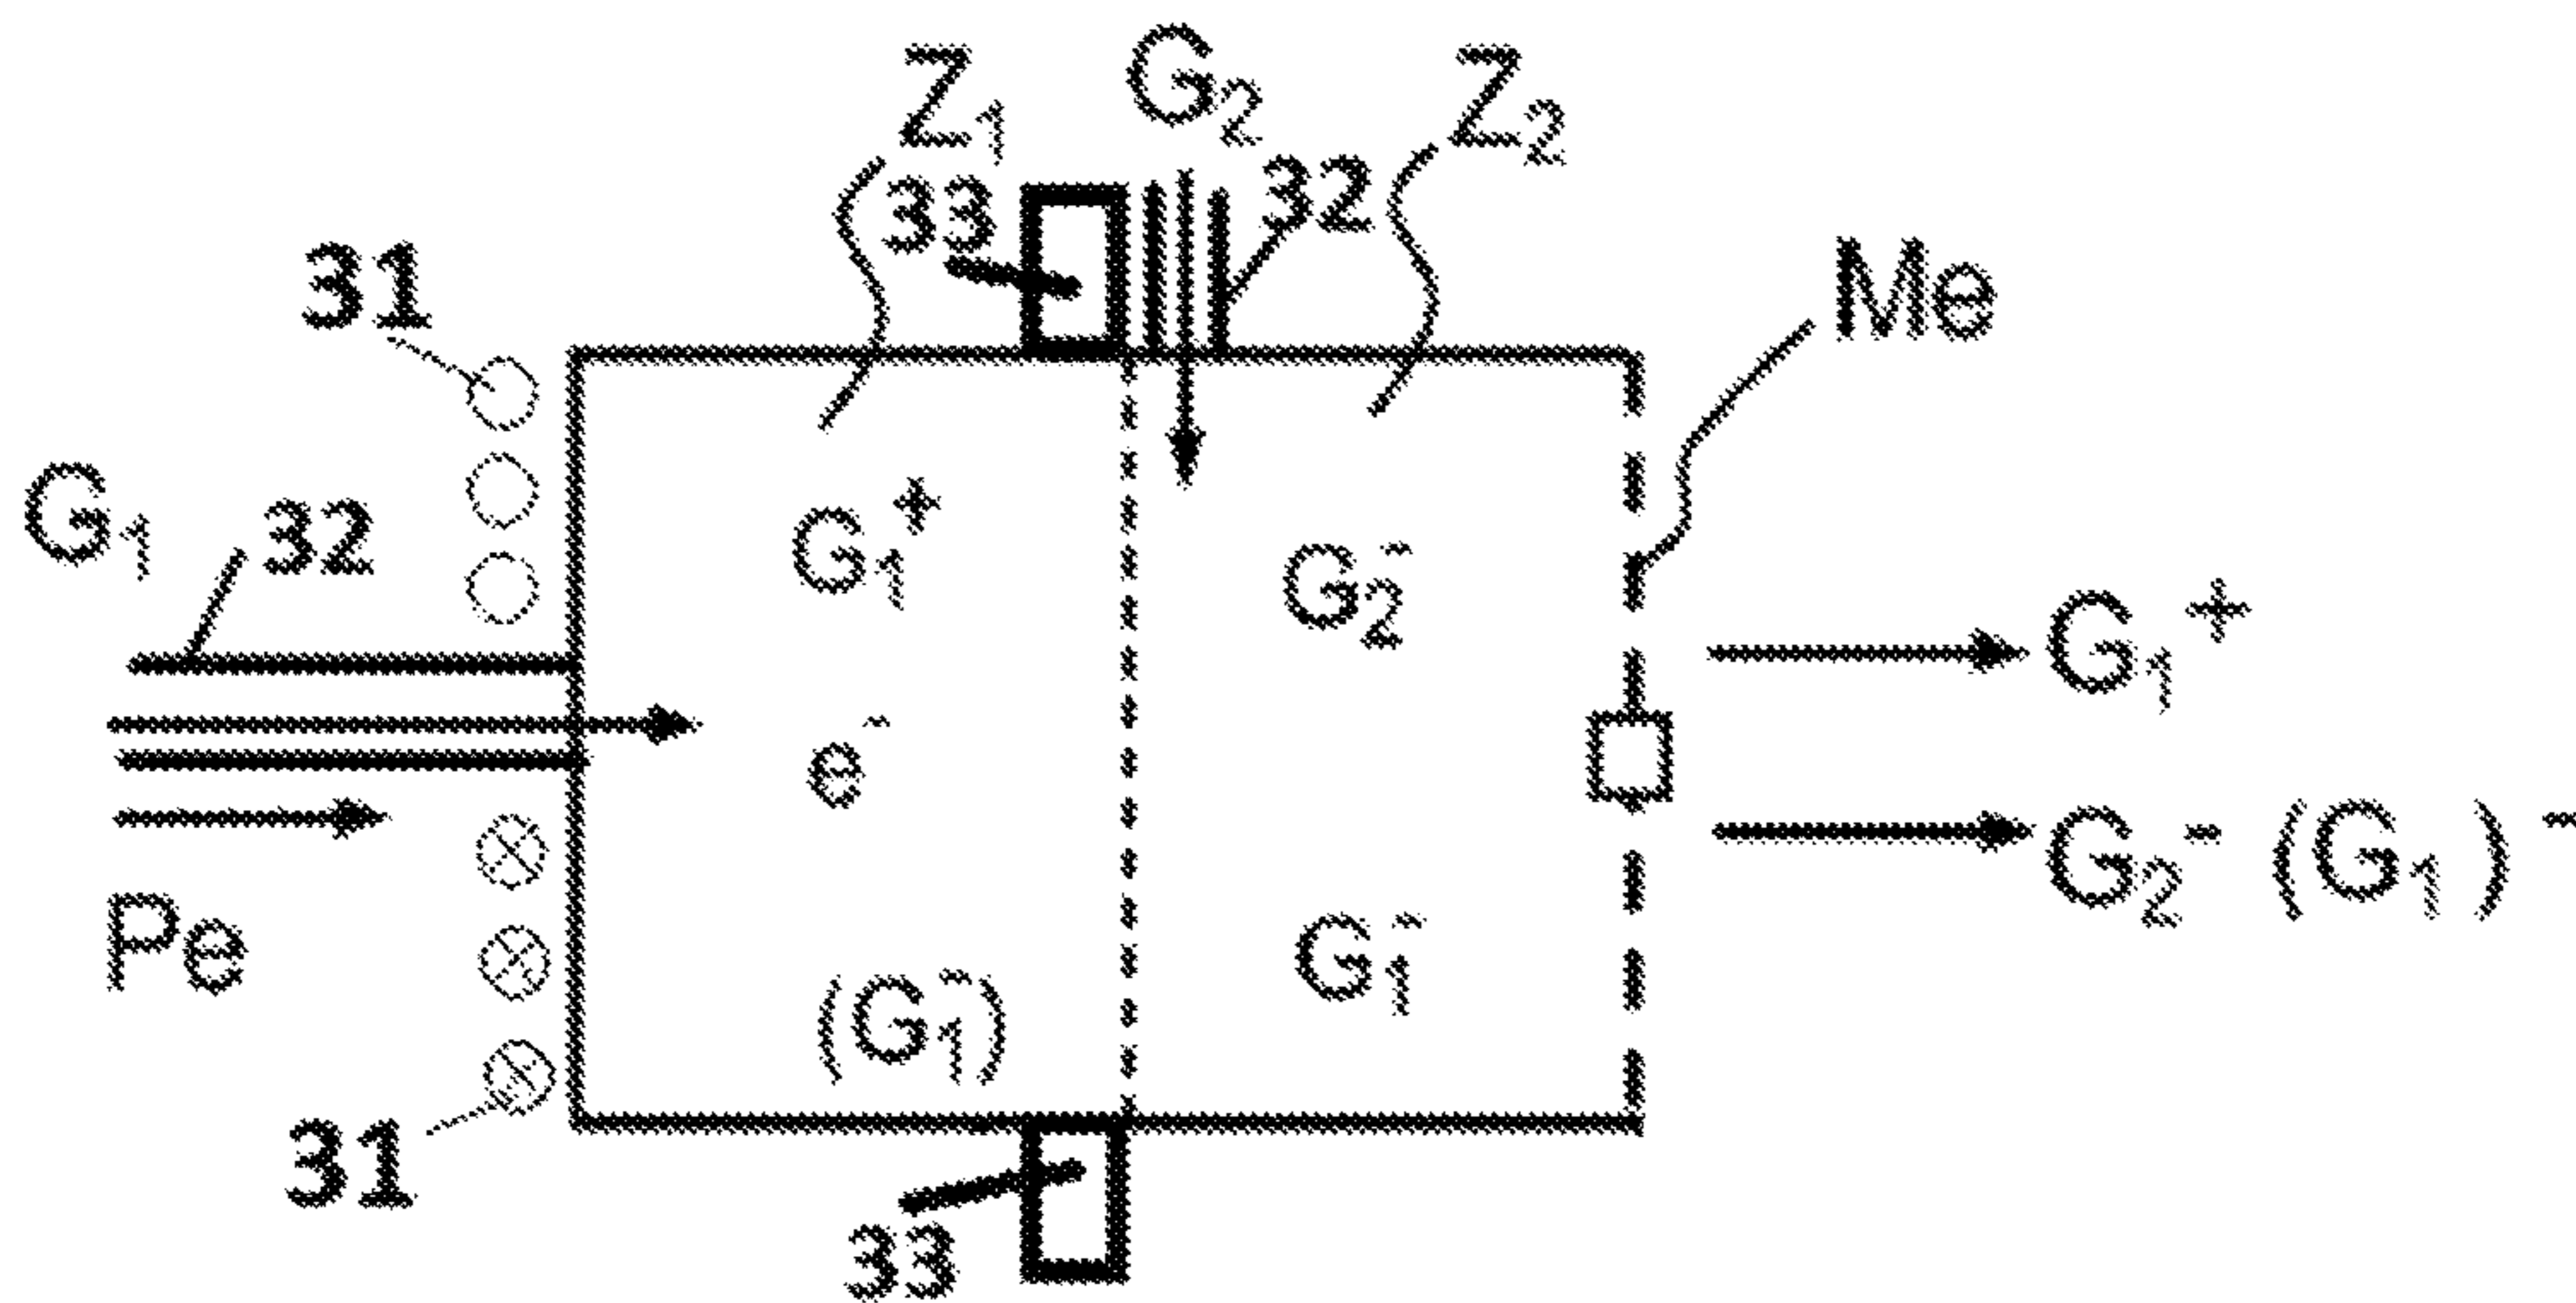 Z₁ G₂ Z₂
33 32
31 Me
G₁ 32
G₁⁺ G₂⁻
G₁⁺
e⁻
G₂⁻ (G₁)⁻
Pe
(G₁⁻) G₁⁻
31
33